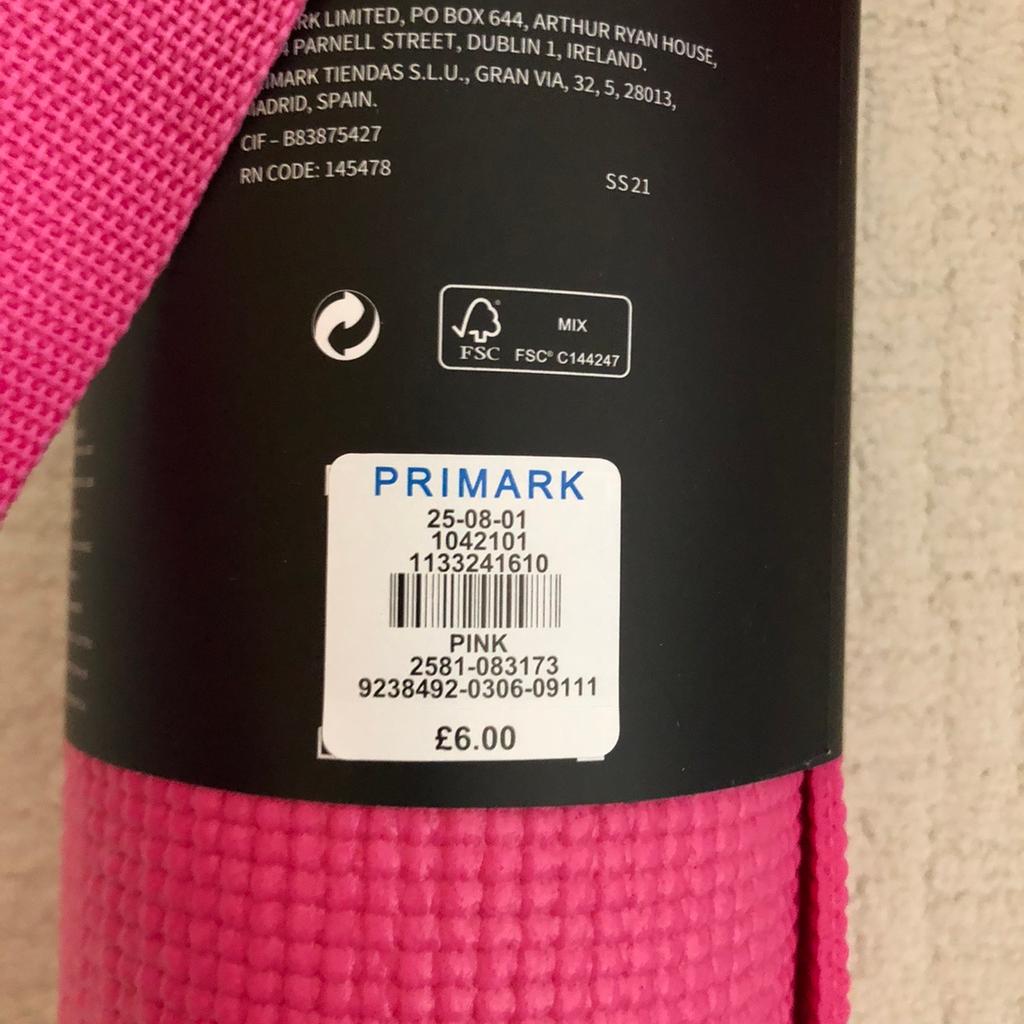 LIMITED, PO BOX 644, ARTHUR RYAN HOUSE,
PARNELL STREET, DUBLIN 1, IRELAND.
TIENDAS S.L.U., GRAN VIA, 32, 5, 28013,
MADRID, SPAIN.
CIF – B83875427
RN CODE: 145478
SS21
FSC
MIX
FSC® C144247
PRIMARK
25-08-01
1042101
1133241610
PINK
2581-083173
9238492-0306-09111
£6.00